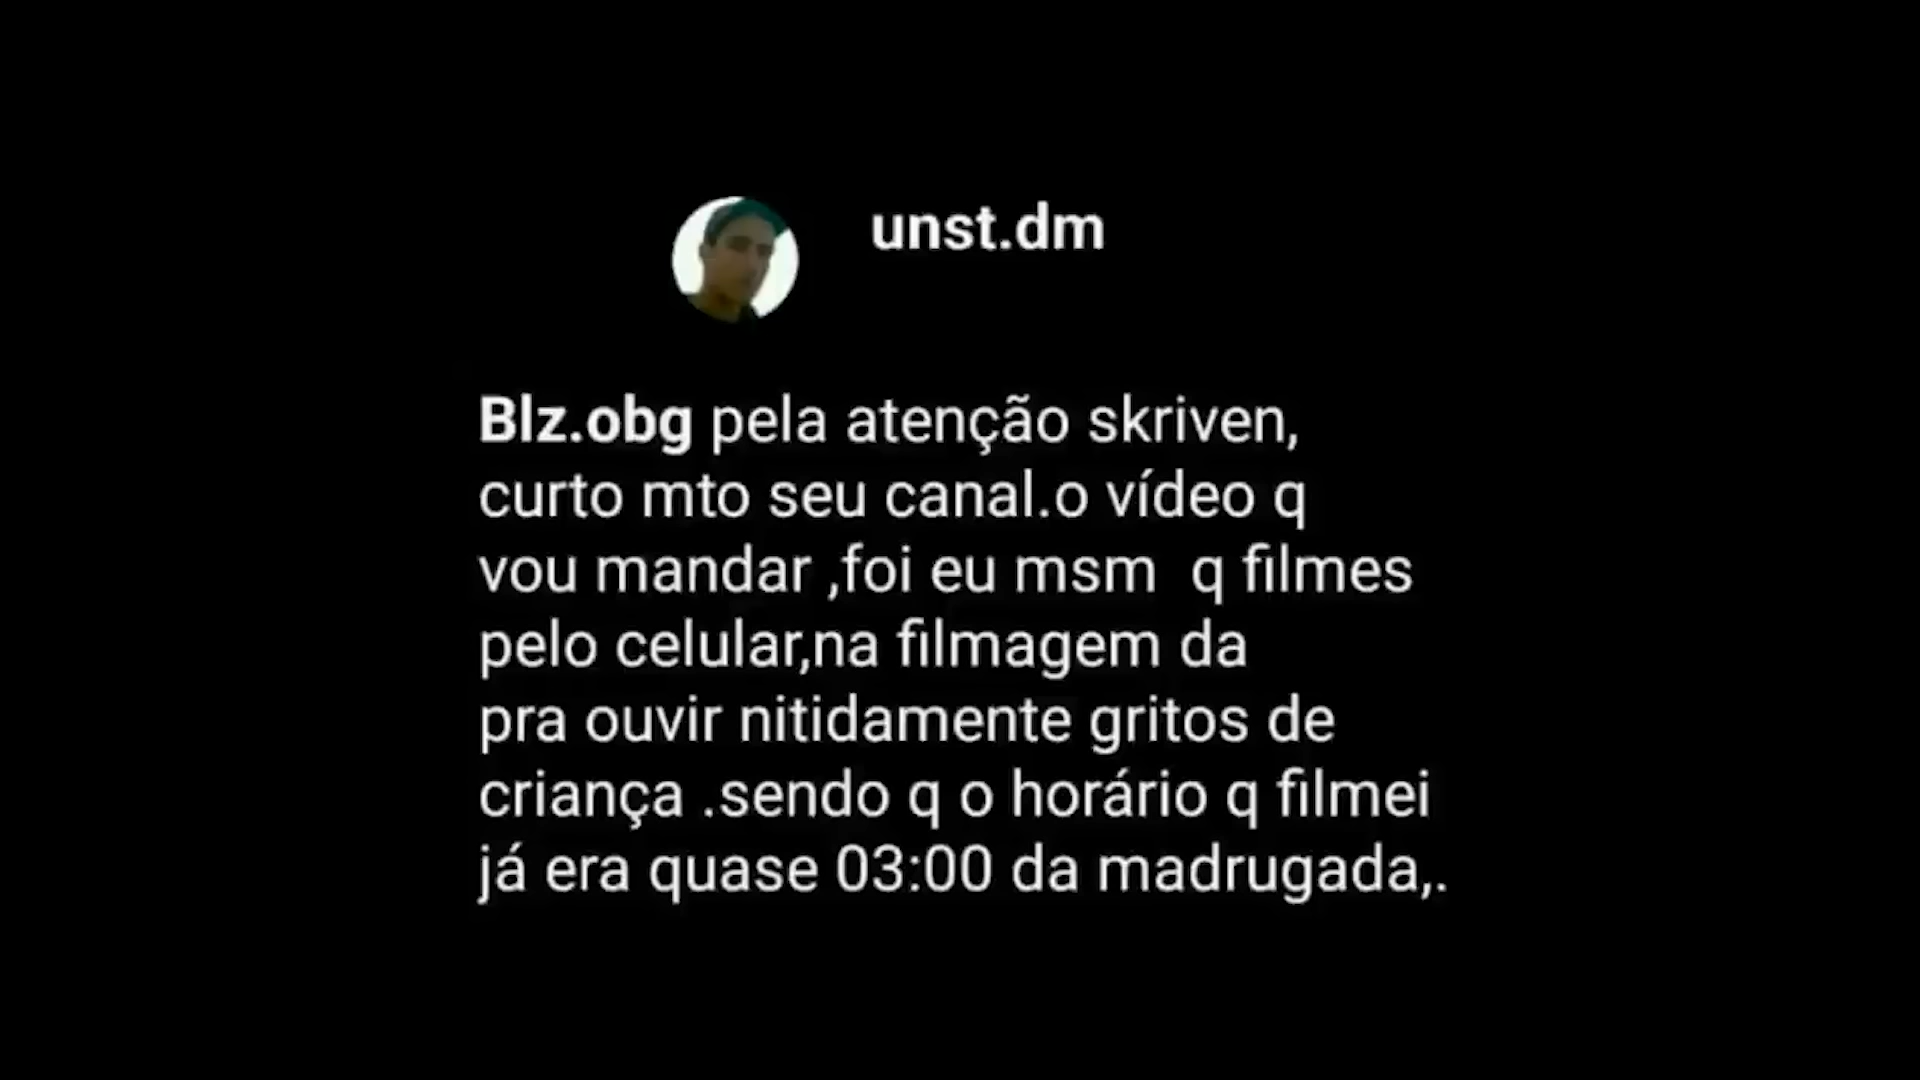 unst.dm
Blz.obg pela atenção skriven,
curto mto seu canal.o vídeo q
vou mandar ,foi eu msm  q filmes
pelo celular,na filmagem da
pra ouvir nitidamente gritos de
criança .sendo q o horário q filmei
já era quase 03:00 da madrugada,.